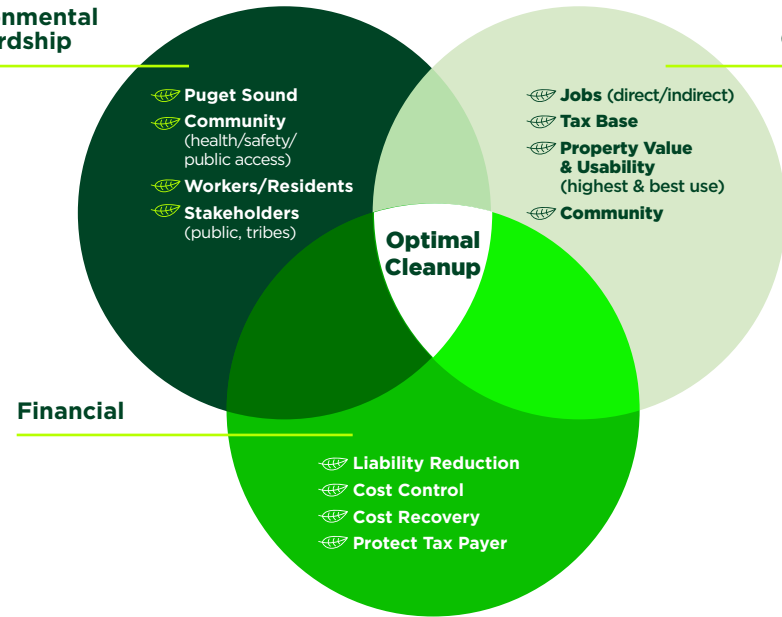 onmental
rdship
Puget Sound
Community
(health/safety/
public access)
Workers/Residents
Stakeholders
(public, tribes)
Jobs (direct/indirect)
Tax Base
Property Value
& Usability
(highest & best use)
Community
Optimal
Cleanup
Financial
Liability Reduction
Cost Control
Cost Recovery
Protect Tax Payer